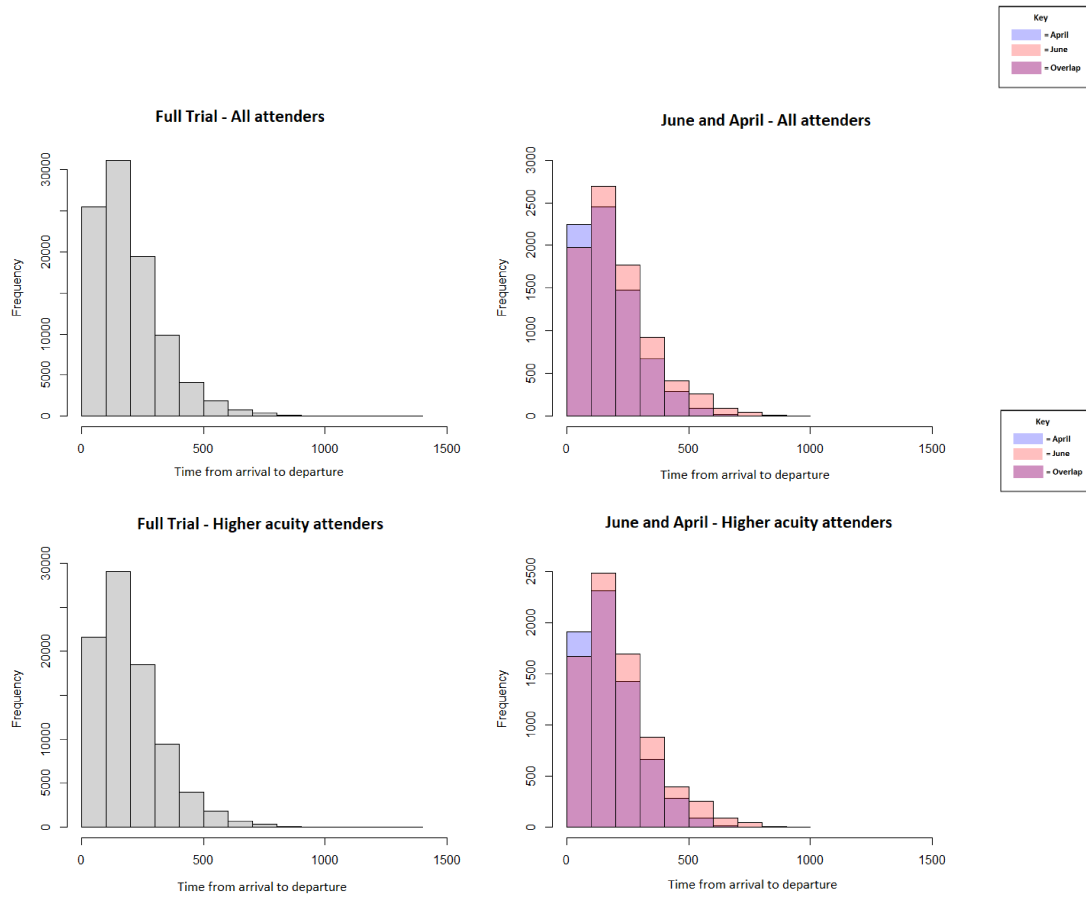 Key
= April
= June
= Overlap
Full Trial - All attenders
June and April - All attenders
Frequency
0
5000
10000
20000
30000
0
500
1000
1500
Time from arrival to departure
Frequency
0
500
1000
1500
2000
2500
3000
0
500
1000
1500
Time from arrival to departure
Key
= April
= June
= Overlap
Full Trial - Higher acuity attenders
June and April - Higher acuity attenders
Frequency
0
5000
10000
20000
30000
0
500
1000
1500
Time from arrival to departure
Frequency
0
500
1000
1500
2000
2500
0
500
1000
1500
Time from arrival to departure